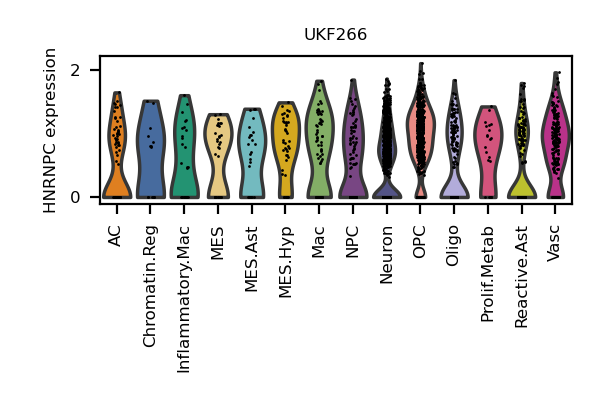 UKF266
HNRNPC expression
2
0
AC
Chromatin.Reg
Inflammatory.Mac
MES
MES.Ast
MES.Hyp
Mac
NPC
Neuron
OPC
Oligo
Prolif.Metab
Reactive.Ast
Vasc